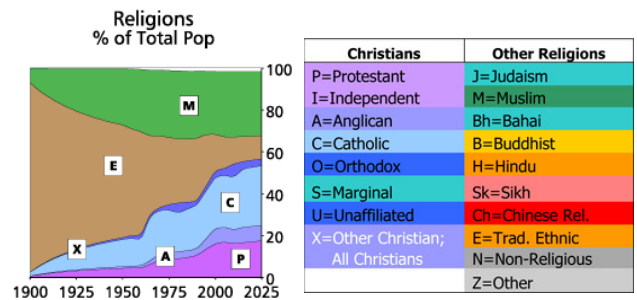 Religions
% of Total Pop
100
80
60
40
20
0
1900 1925 1950 1975 2000 2025
M
E
X
A
C
P
Christians
Other Religions
P=Protestant
J=Judaism
I=Independent
M=Muslim
A=Anglican
Bh=Bahai
C=Catholic
B=Buddhist
O=Orthodox
H=Hindu
S=Marginal
Sk=Sikh
U=Unaffiliated
Ch=Chinese Rel.
X=Other Christian;
All Christians
E=Trad. Ethnic
N=Non-Religious
Z=Other